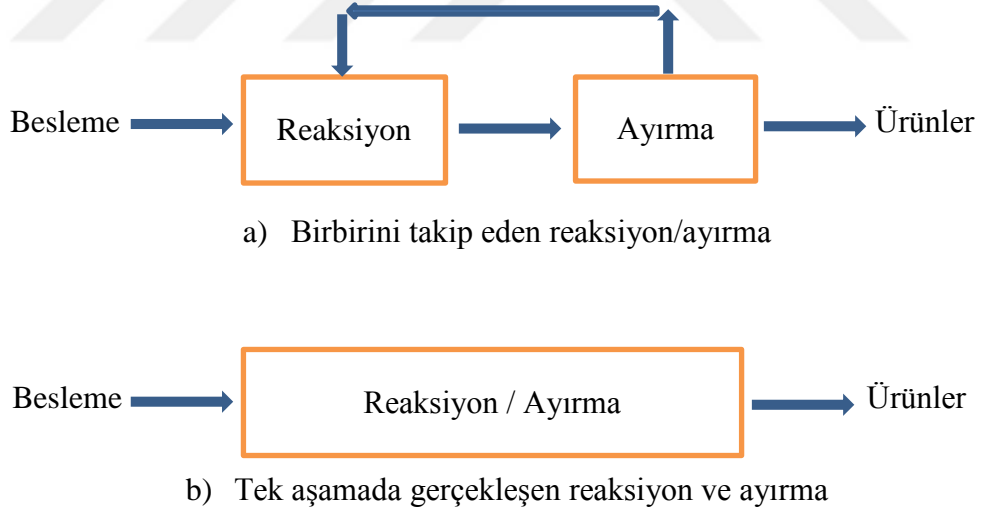 Besleme Reaksiyon Ayırma Ürünler
a) Birbirini takip eden reaksiyon/ayırma
Besleme Reaksiyon / Ayırma Ürünler
b) Tek aşamada gerçekleşen reaksiyon ve ayırma